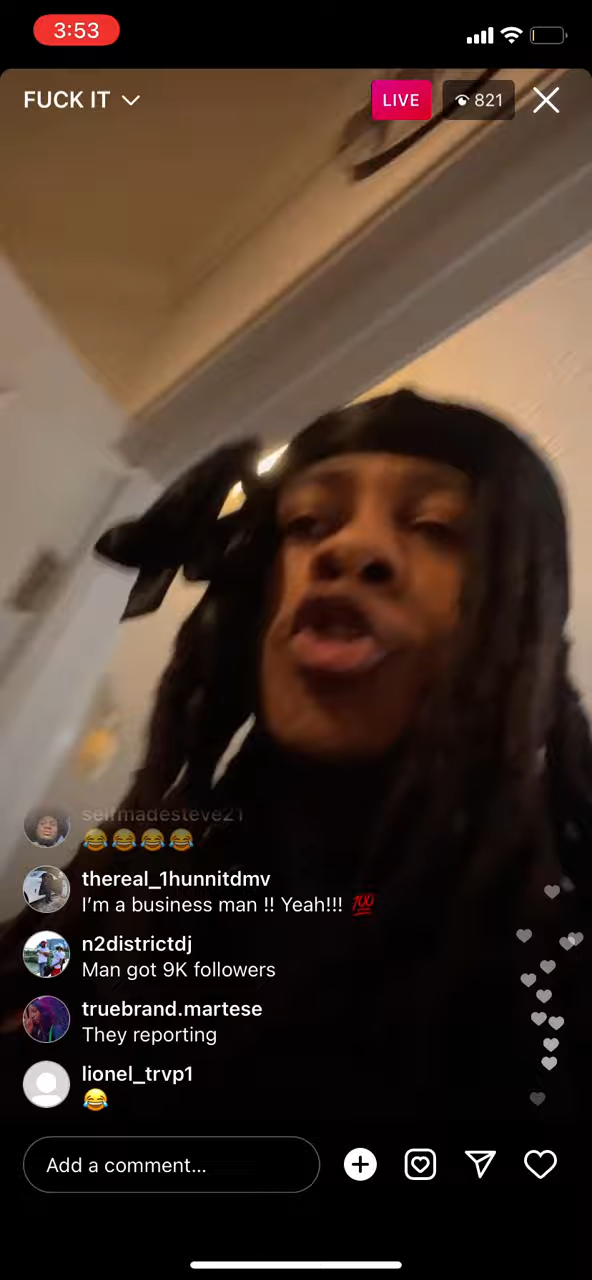 3:53
FUCK IT
LIVE
821
selfmadesteve21
😂😂😂😂
thereal_1hunnitdmv
I'm a business man !! Yeah!!! 💯
n2districtdj
Man got 9K followers
truebrand.martese
They reporting
lionel_trvp1
😂
Add a comment...